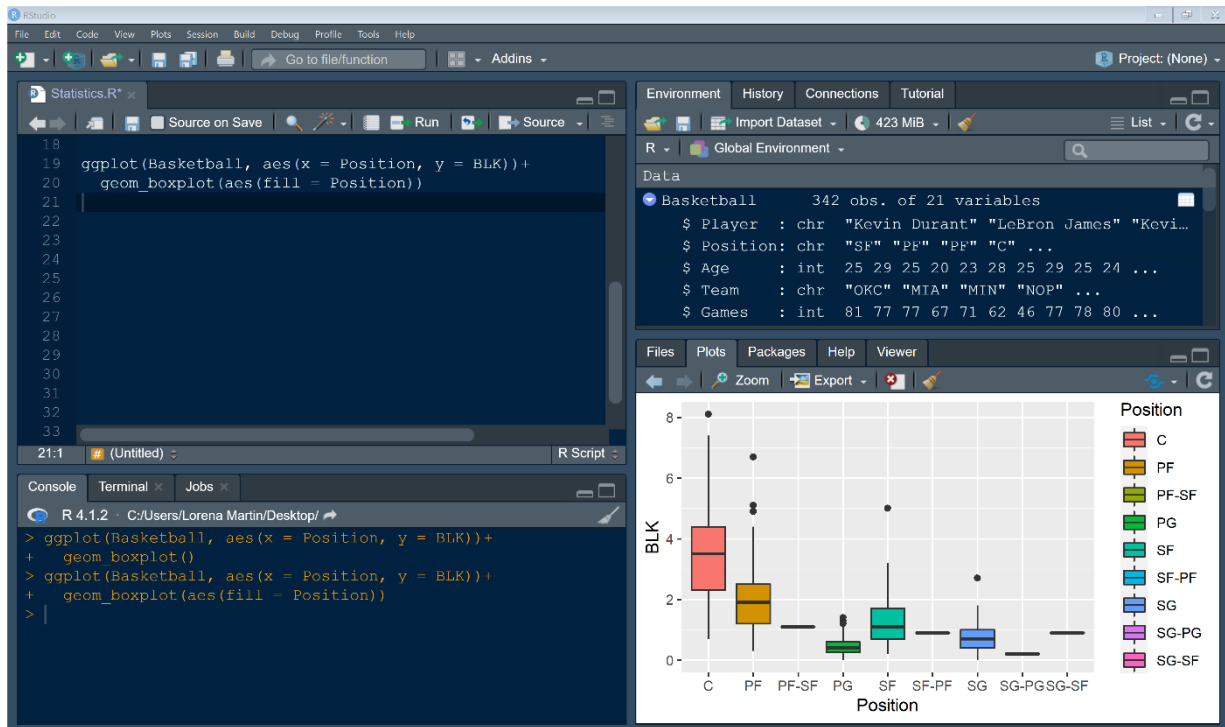 RStudio
File Edit Code View Plots Session Build Debug Profile Tools Help
Go to file/function Addins Project: (None)
Statistics.R*
Source on Save Run Source
18
19 ggplot(Basketball, aes(x = Position, y = BLK))+
20 geom_boxplot(aes(fill = Position))
21
22
23
24
25
26
27
28
29
30
31
32
33
21:1 # (Untitled) R Script
Console Terminal Jobs
R 4.1.2 · C:/Users/Lorena Martin/Desktop/
> ggplot(Basketball, aes(x = Position, y = BLK))+
+ geom_boxplot()
> ggplot(Basketball, aes(x = Position, y = BLK))+
+ geom_boxplot(aes(fill = Position))
>
Environment History Connections Tutorial
Import Dataset 423 MiB List
R Global Environment
Data
Basketball 342 obs. of 21 variables
$ Player : chr "Kevin Durant" "LeBron James" "Kevi…
$ Position: chr "SF" "PF" "PF" "C" ...
$ Age : int 25 29 25 20 23 28 25 29 25 24 ...
$ Team : chr "OKC" "MIA" "MIN" "NOP" ...
$ Games : int 81 77 77 67 71 62 46 77 78 80 ...
Files Plots Packages Help Viewer
Zoom Export
8
6
4
2
0
BLK
C PF PF-SF PG SF SF-PF SG SG-PG SG-SF
Position
Position
C
PF
PF-SF
PG
SF
SF-PF
SG
SG-PG
SG-SF